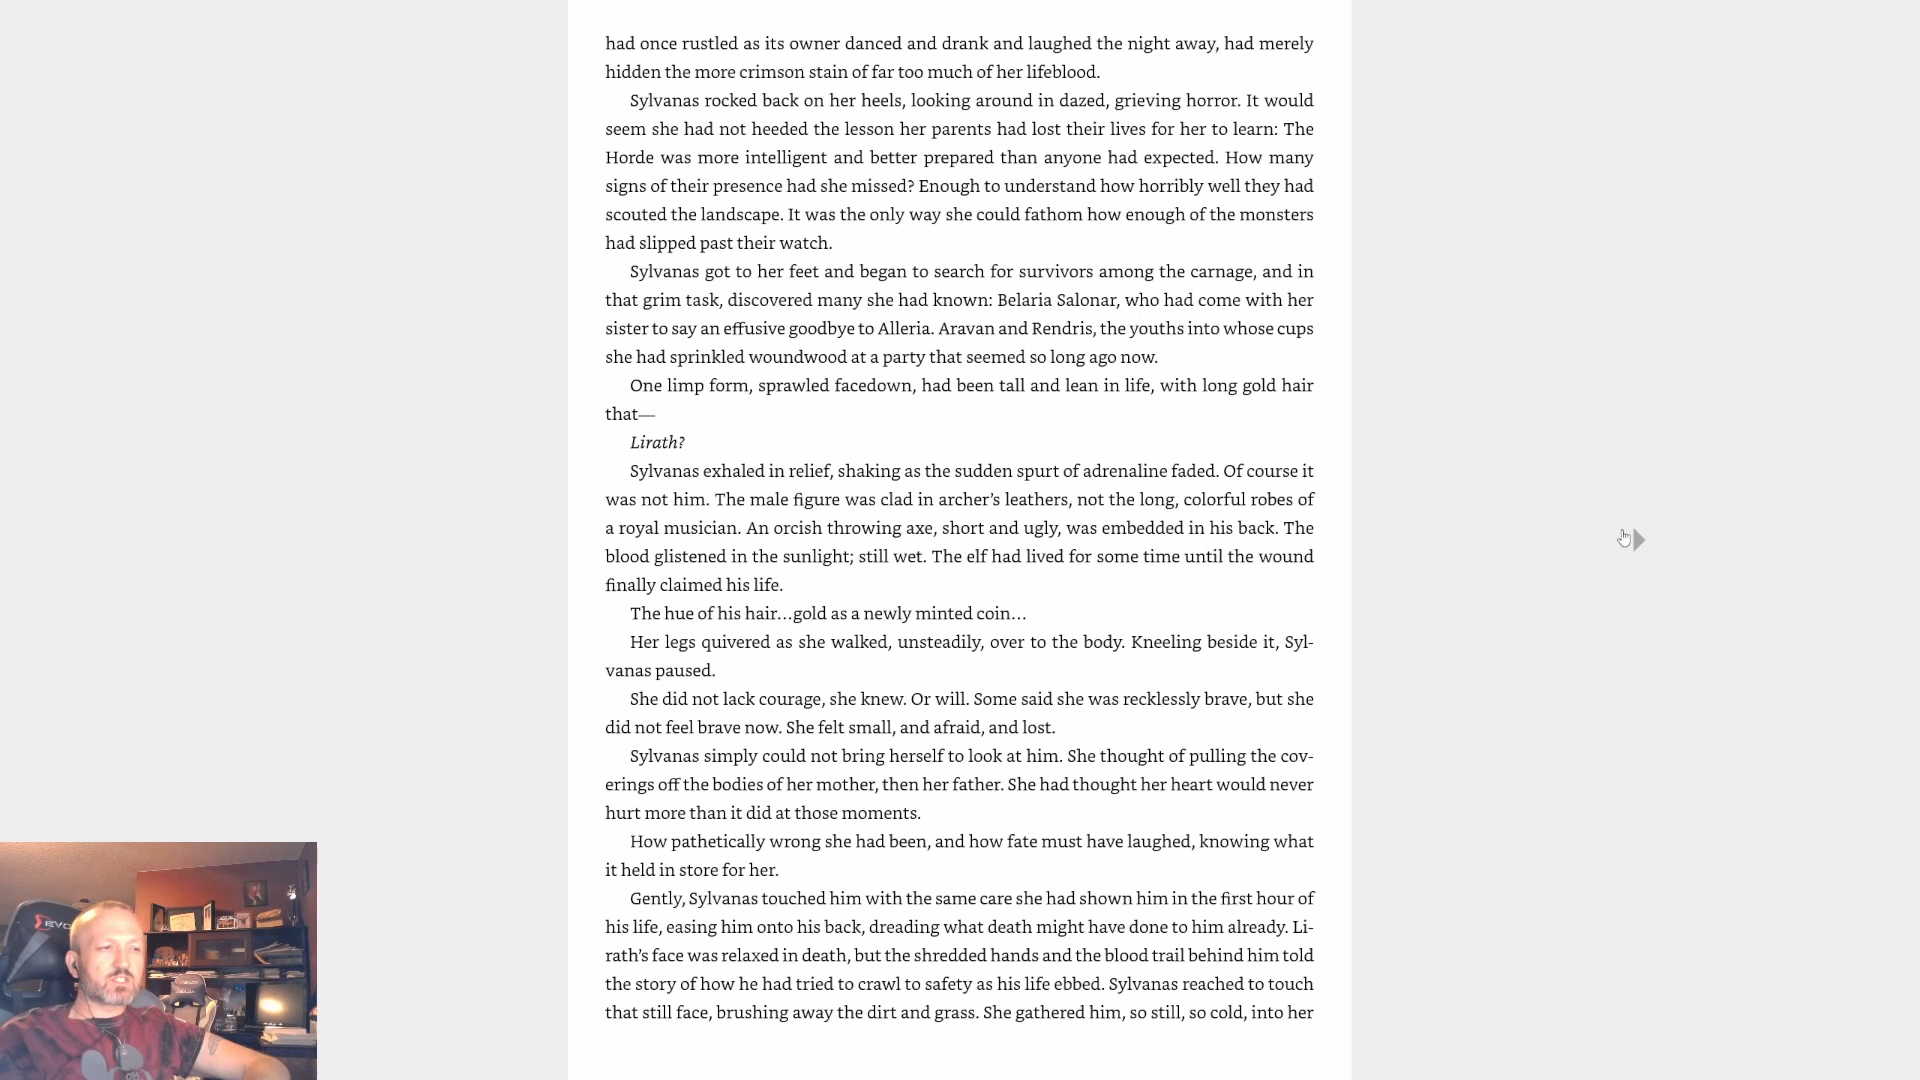 had once rustled as its owner danced and drank and laughed the night away, had merely
hidden the more crimson stain of far too much of her lifeblood.
Sylvanas rocked back on her heels, looking around in dazed, grieving horror. It would
seem she had not heeded the lesson her parents had lost their lives for her to learn: The
Horde was more intelligent and better prepared than anyone had expected. How many
signs of their presence had she missed? Enough to understand how horribly well they had
scouted the landscape. It was the only way she could fathom how enough of the monsters
had slipped past their watch.
Sylvanas got to her feet and began to search for survivors among the carnage, and in
that grim task, discovered many she had known: Belaria Salonar, who had come with her
sister to say an effusive goodbye to Alleria. Aravan and Rendris, the youths into whose cups
she had sprinkled woundwood at a party that seemed so long ago now.
One limp form, sprawled facedown, had been tall and lean in life, with long gold hair
that—
Lirath?
Sylvanas exhaled in relief, shaking as the sudden spurt of adrenaline faded. Of course it
was not him. The male figure was clad in archer’s leathers, not the long, colorful robes of
a royal musician. An orcish throwing axe, short and ugly, was embedded in his back. The
blood glistened in the sunlight; still wet. The elf had lived for some time until the wound
finally claimed his life.
The hue of his hair…gold as a newly minted coin…
Her legs quivered as she walked, unsteadily, over to the body. Kneeling beside it, Syl-
vanas paused.
She did not lack courage, she knew. Or will. Some said she was recklessly brave, but she
did not feel brave now. She felt small, and afraid, and lost.
Sylvanas simply could not bring herself to look at him. She thought of pulling the cov-
erings off the bodies of her mother, then her father. She had thought her heart would never
hurt more than it did at those moments.
How pathetically wrong she had been, and how fate must have laughed, knowing what
it held in store for her.
Gently, Sylvanas touched him with the same care she had shown him in the first hour of
his life, easing him onto his back, dreading what death might have done to him already. Li-
rath’s face was relaxed in death, but the shredded hands and the blood trail behind him told
the story of how he had tried to crawl to safety as his life ebbed. Sylvanas reached to touch
that still face, brushing away the dirt and grass. She gathered him, so still, so cold, into her